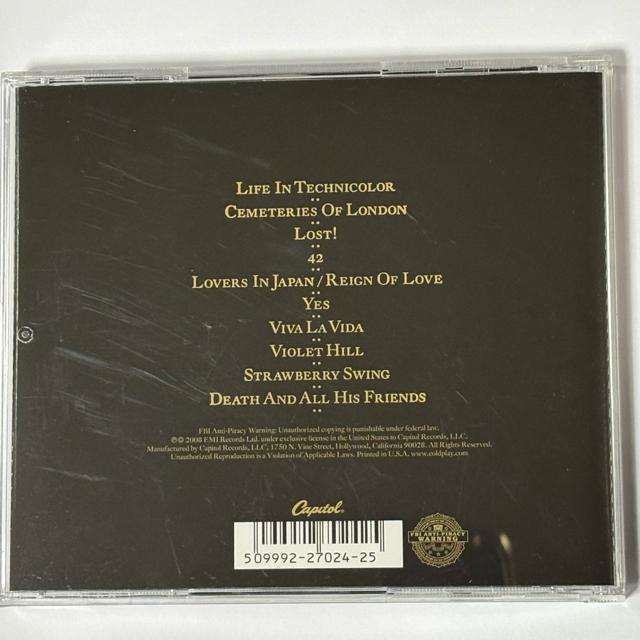 Life In Technicolor
Cemeteries Of London
Lost!
42
Lovers In Japan/Reign Of Love
Yes
Viva La Vida
Violet Hill
Strawberry Swing
Death And All His Friends
FBI Anti-Piracy Warning: Unauthorized copying is punishable under federal law.
℗© 2008 EMI Records Ltd. under exclusive license in the United States to Capitol Records, LLC.
Manufactured by Capitol Records, LLC, 1750 N. Vine Street, Hollywood, California 90028. All Rights Reserved.
Unauthorized Reproduction is a Violation of Applicable Laws. Printed in U.S.A. www.coldplay.com
Capitol®
509992-27024-25
FBI ANTI-PIRACY
WARNING